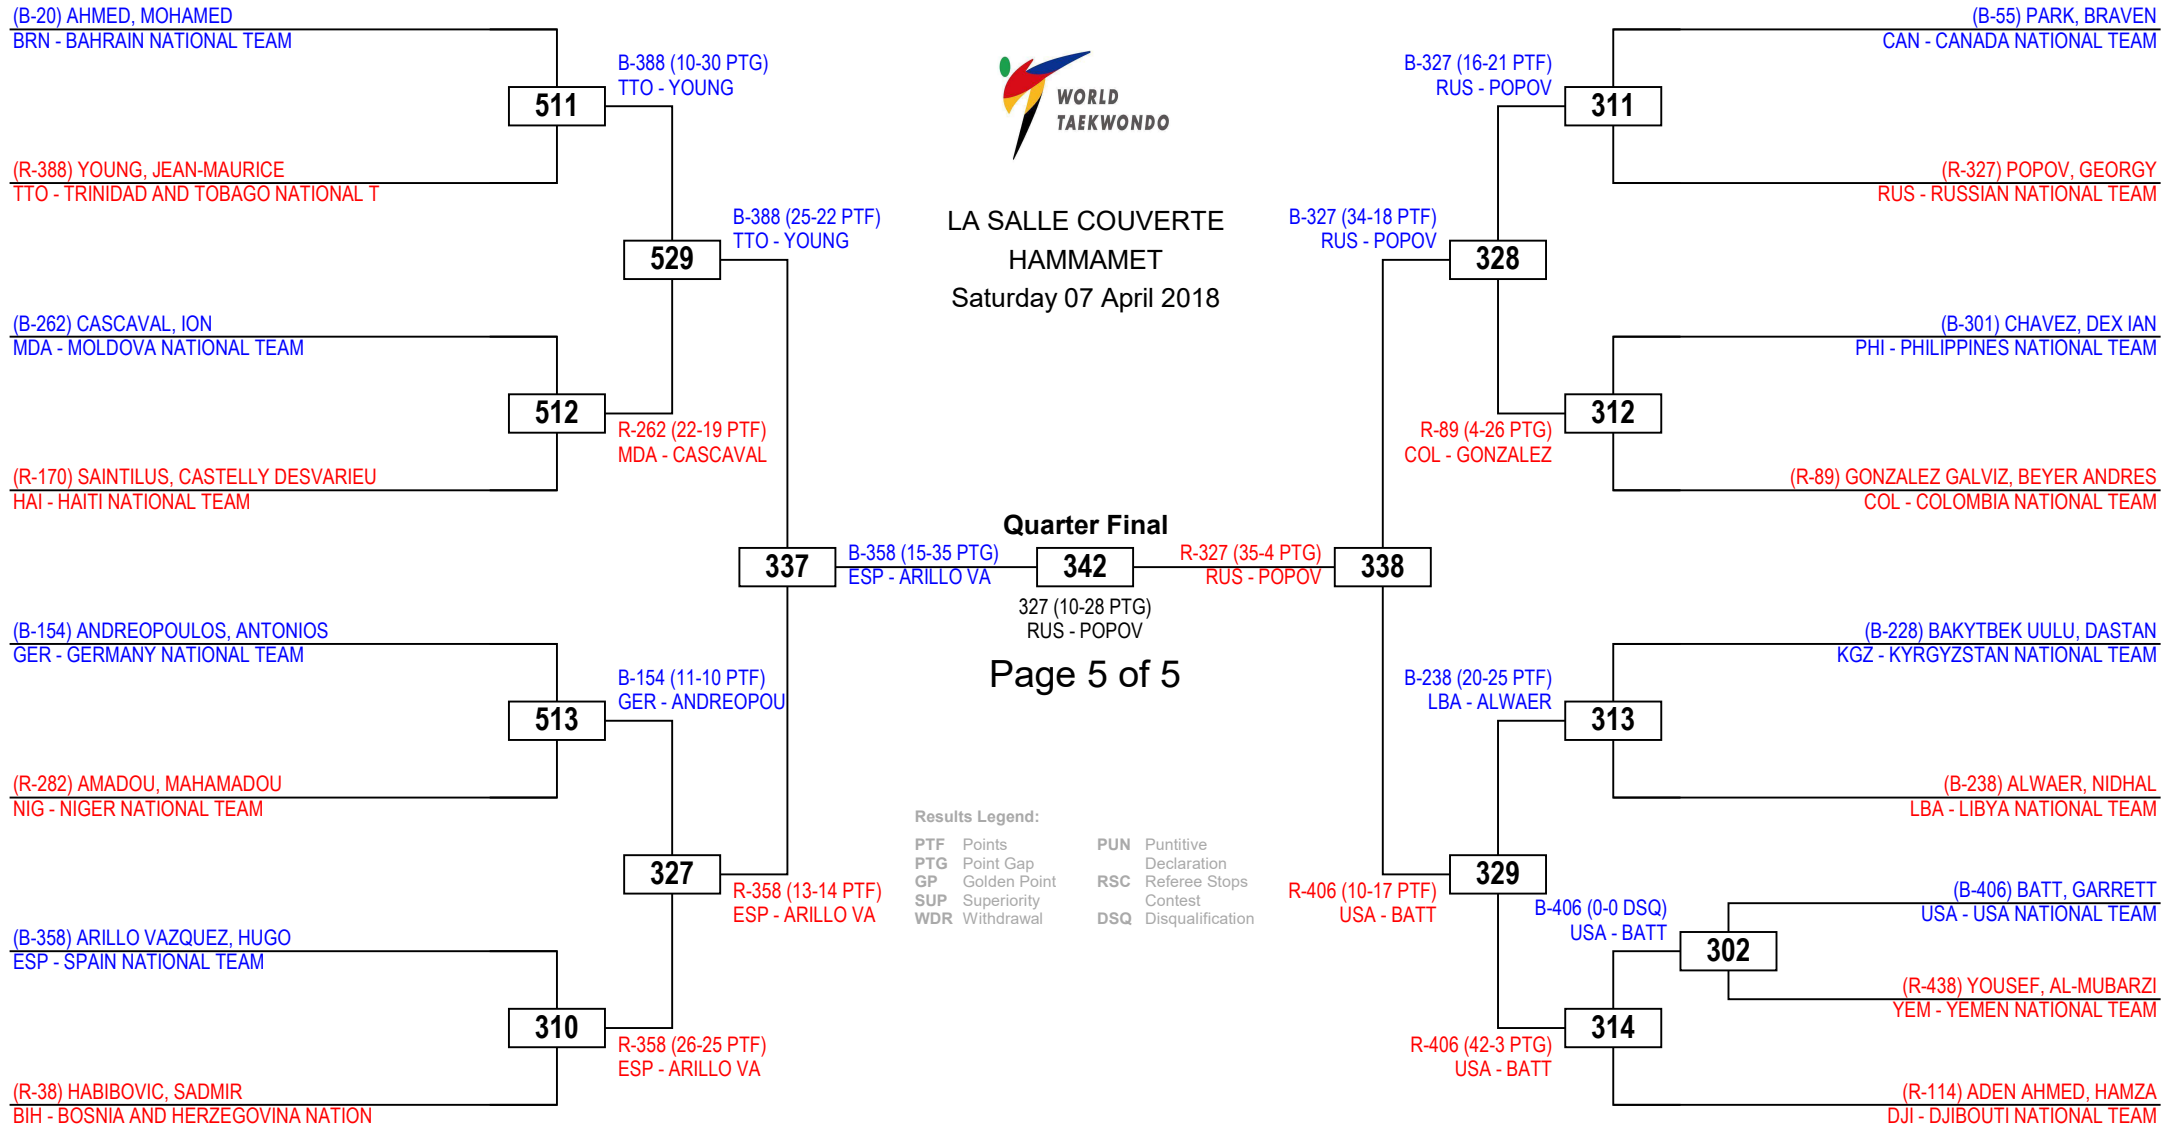 (B-20) AHMED, MOHAMED
BRN - BAHRAIN NATIONAL TEAM
(R-388) YOUNG, JEAN-MAURICE
TTO - TRINIDAD AND TOBAGO NATIONAL T
(B-262) CASCAVAL, ION
MDA - MOLDOVA NATIONAL TEAM
(R-170) SAINTILUS, CASTELLY DESVARIEU
HAI - HAITI NATIONAL TEAM
(B-154) ANDREOPOULOS, ANTONIOS
GER - GERMANY NATIONAL TEAM
(R-282) AMADOU, MAHAMADOU
NIG - NIGER NATIONAL TEAM
(B-358) ARILLO VAZQUEZ, HUGO
ESP - SPAIN NATIONAL TEAM
(R-38) HABIBOVIC, SADMIR
BIH - BOSNIA AND HERZEGOVINA NATION
511
512
513
310
B-388 (10-30 PTG)
TTO - YOUNG
R-262 (22-19 PTF)
MDA - CASCAVAL
B-154 (11-10 PTF)
GER - ANDREOPOU
R-358 (26-25 PTF)
ESP - ARILLO VA
529
327
B-388 (25-22 PTF)
TTO - YOUNG
R-358 (13-14 PTF)
ESP - ARILLO VA
337
B-358 (15-35 PTG)
ESP - ARILLO VA
WORLD
TAEKWONDO
LA SALLE COUVERTE
HAMMAMET
Saturday 07 April 2018
Quarter Final
342
327 (10-28 PTG)
RUS - POPOV
Page 5 of 5
Results Legend:
PTF Points
PTG Point Gap
GP Golden Point
SUP Superiority
WDR Withdrawal
PUN Puntitive
Declaration
RSC Referee Stops
Contest
DSQ Disqualification
R-327 (35-4 PTG)
RUS - POPOV
338
B-327 (34-18 PTF)
RUS - POPOV
R-406 (10-17 PTF)
USA - BATT
328
329
B-327 (16-21 PTF)
RUS - POPOV
R-89 (4-26 PTG)
COL - GONZALEZ
B-238 (20-25 PTF)
LBA - ALWAER
R-406 (42-3 PTG)
USA - BATT
311
312
313
314
B-406 (0-0 DSQ)
USA - BATT
302
(B-55) PARK, BRAVEN
CAN - CANADA NATIONAL TEAM
(R-327) POPOV, GEORGY
RUS - RUSSIAN NATIONAL TEAM
(B-301) CHAVEZ, DEX IAN
PHI - PHILIPPINES NATIONAL TEAM
(R-89) GONZALEZ GALVIZ, BEYER ANDRES
COL - COLOMBIA NATIONAL TEAM
(B-228) BAKYTBEK UULU, DASTAN
KGZ - KYRGYZSTAN NATIONAL TEAM
(B-238) ALWAER, NIDHAL
LBA - LIBYA NATIONAL TEAM
(B-406) BATT, GARRETT
USA - USA NATIONAL TEAM
(R-438) YOUSEF, AL-MUBARZI
YEM - YEMEN NATIONAL TEAM
(R-114) ADEN AHMED, HAMZA
DJI - DJIBOUTI NATIONAL TEAM